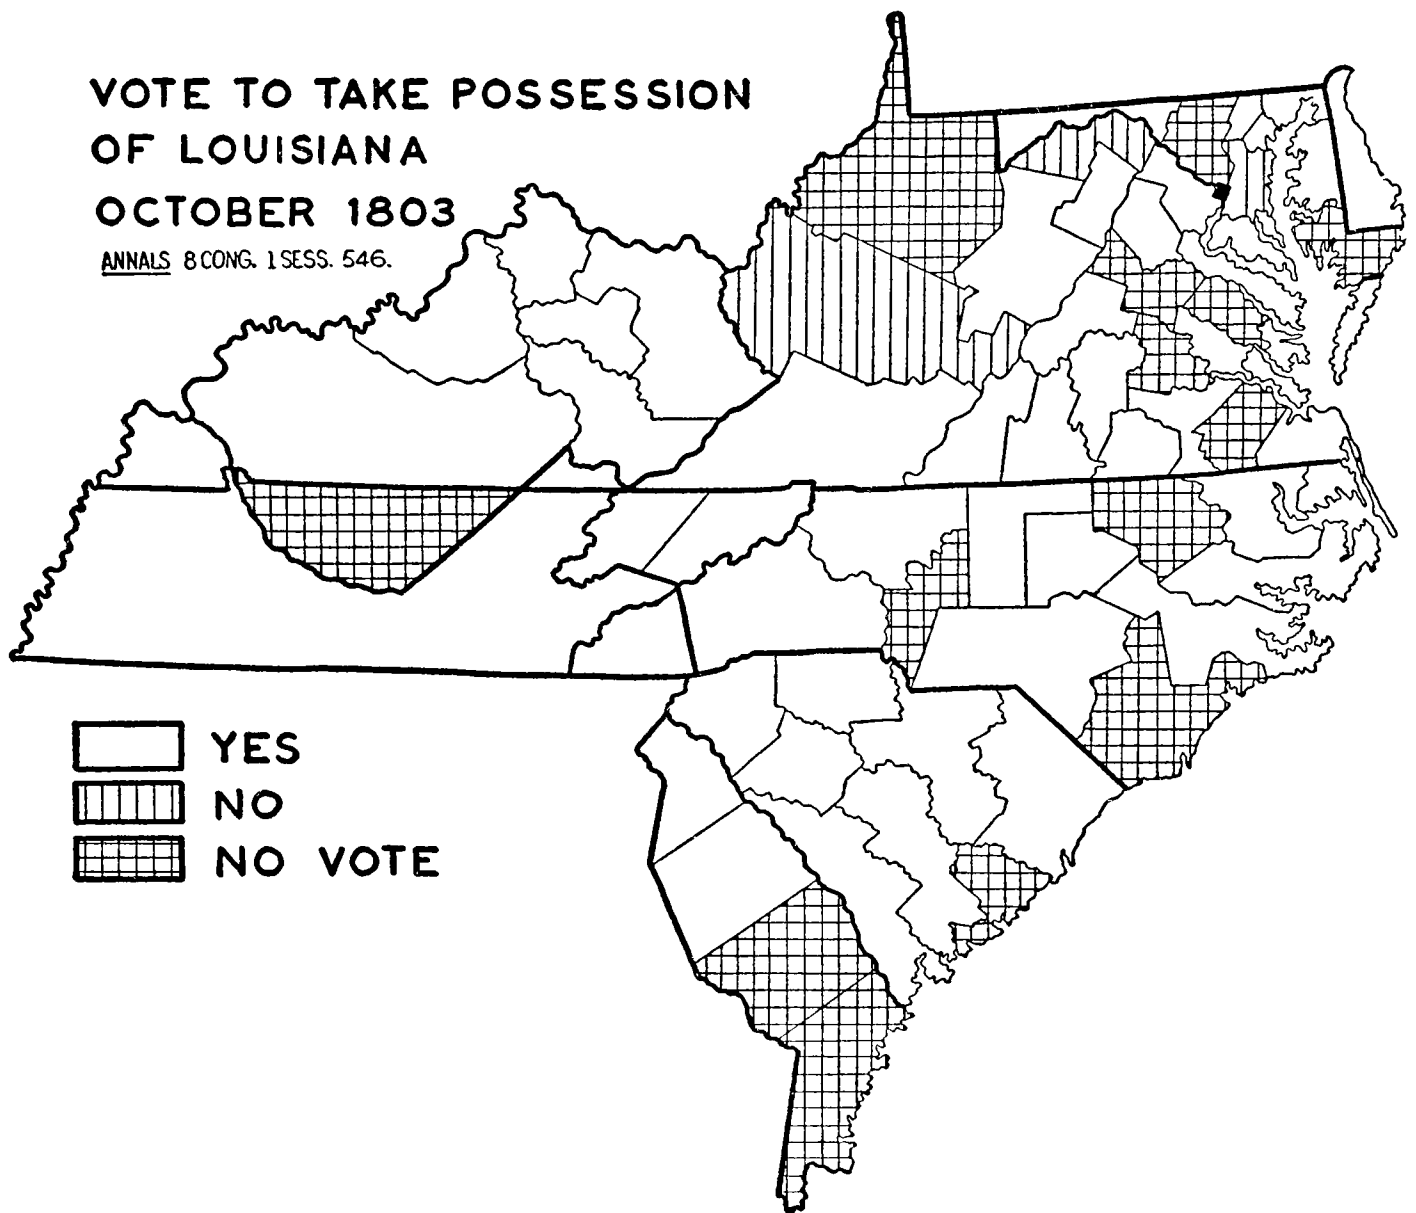 VOTE TO TAKE POSSESSION
OF LOUISIANA
OCTOBER 1803
ANNALS 8 CONG. 1 SESS. 546.
YES
NO
NO VOTE